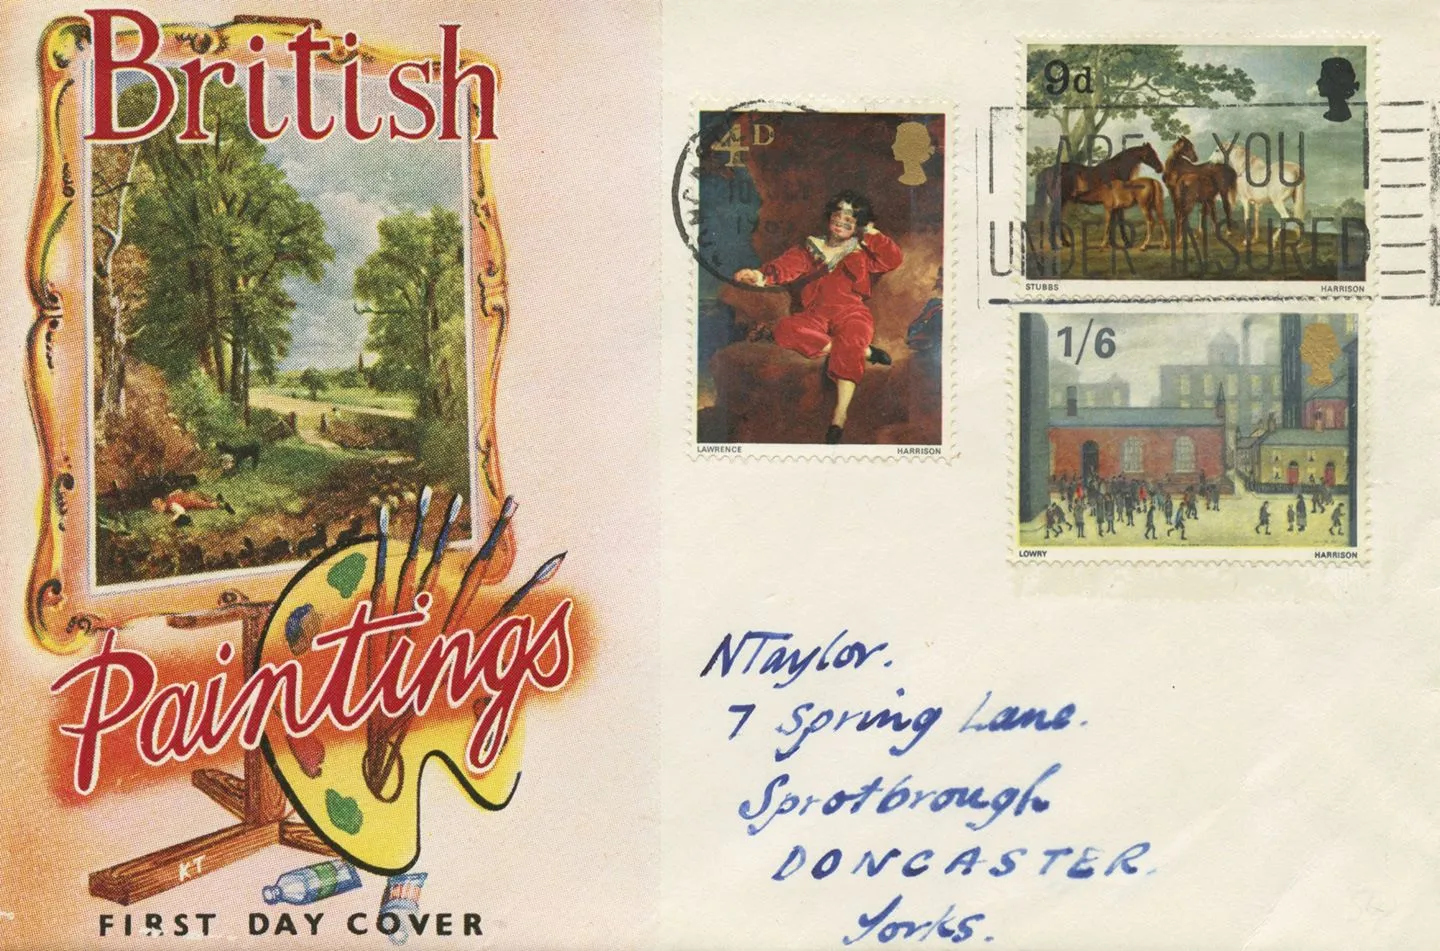 British
Paintings
KT
FIRST DAY COVER
4D
LAWRENCE HARRISON
9d
STUBBS HARRISON
ARE YOU
UNDER-INSURED
1/6
LOWRY HARRISON
NTaylor.
7 Spring Lane.
Sprotbrough
DONCASTER.
Yorks.